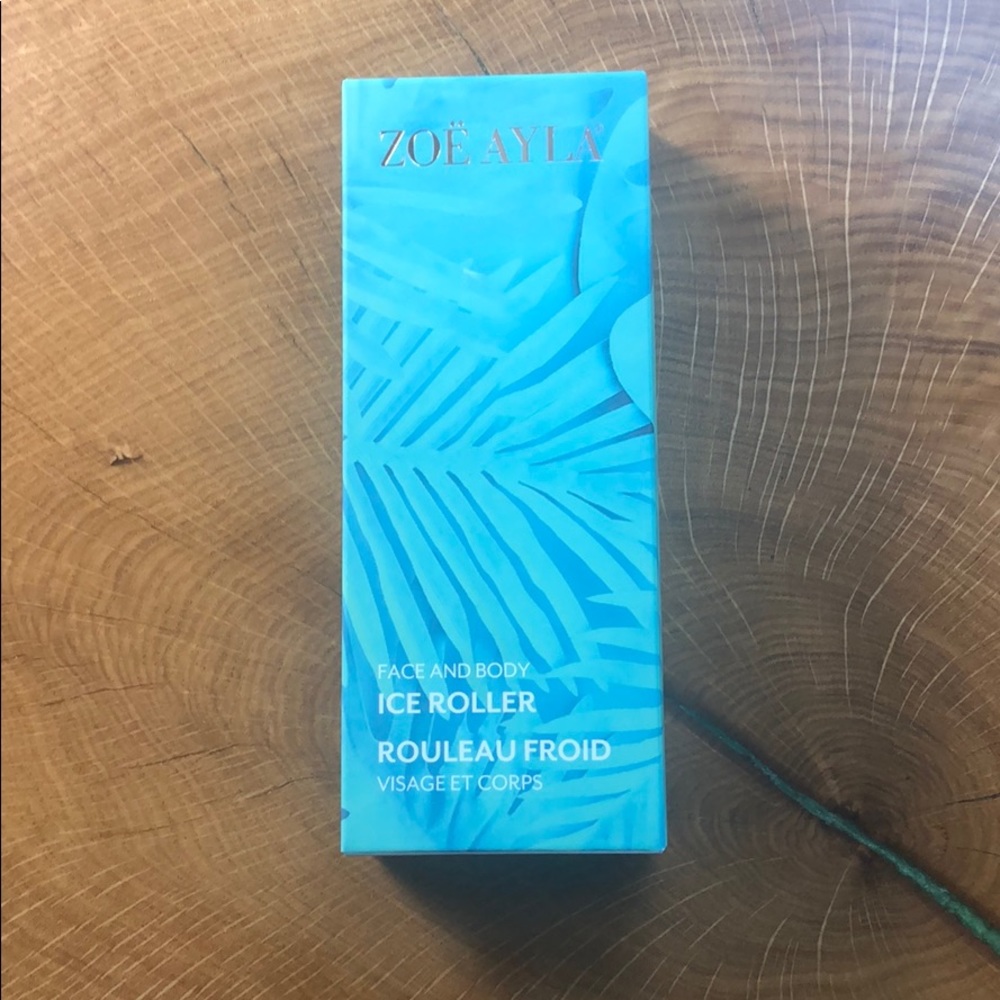 ZOË AYLA®
FACE AND BODY
ICE ROLLER
ROULEAU FROID
VISAGE ET CORPS